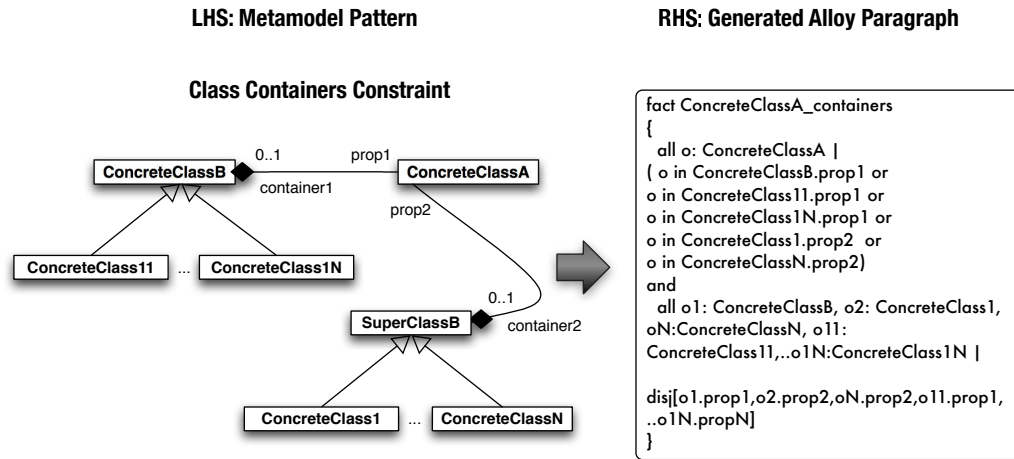 LHS: Metamodel Pattern
RHS: Generated Alloy Paragraph
Class Containers Constraint
ConcreteClassB
0..1
container1
prop1
ConcreteClassA
prop2
ConcreteClass11
...
ConcreteClass1N
0..1
SuperClassB
container2
ConcreteClass1
...
ConcreteClassN
fact ConcreteClassA_containers
{
all o: ConcreteClassA |
( o in ConcreteClassB.prop1 or
o in ConcreteClass11.prop1 or
o in ConcreteClass1N.prop1 or
o in ConcreteClass1.prop2 or
o in ConcreteClassN.prop2)
and
all o1: ConcreteClassB, o2: ConcreteClass1,
oN:ConcreteClassN, o11:
ConcreteClass11,..o1N:ConcreteClass1N |
disj[o1.prop1,o2.prop2,oN.prop2,o11.prop1,
..o1N.propN]
}